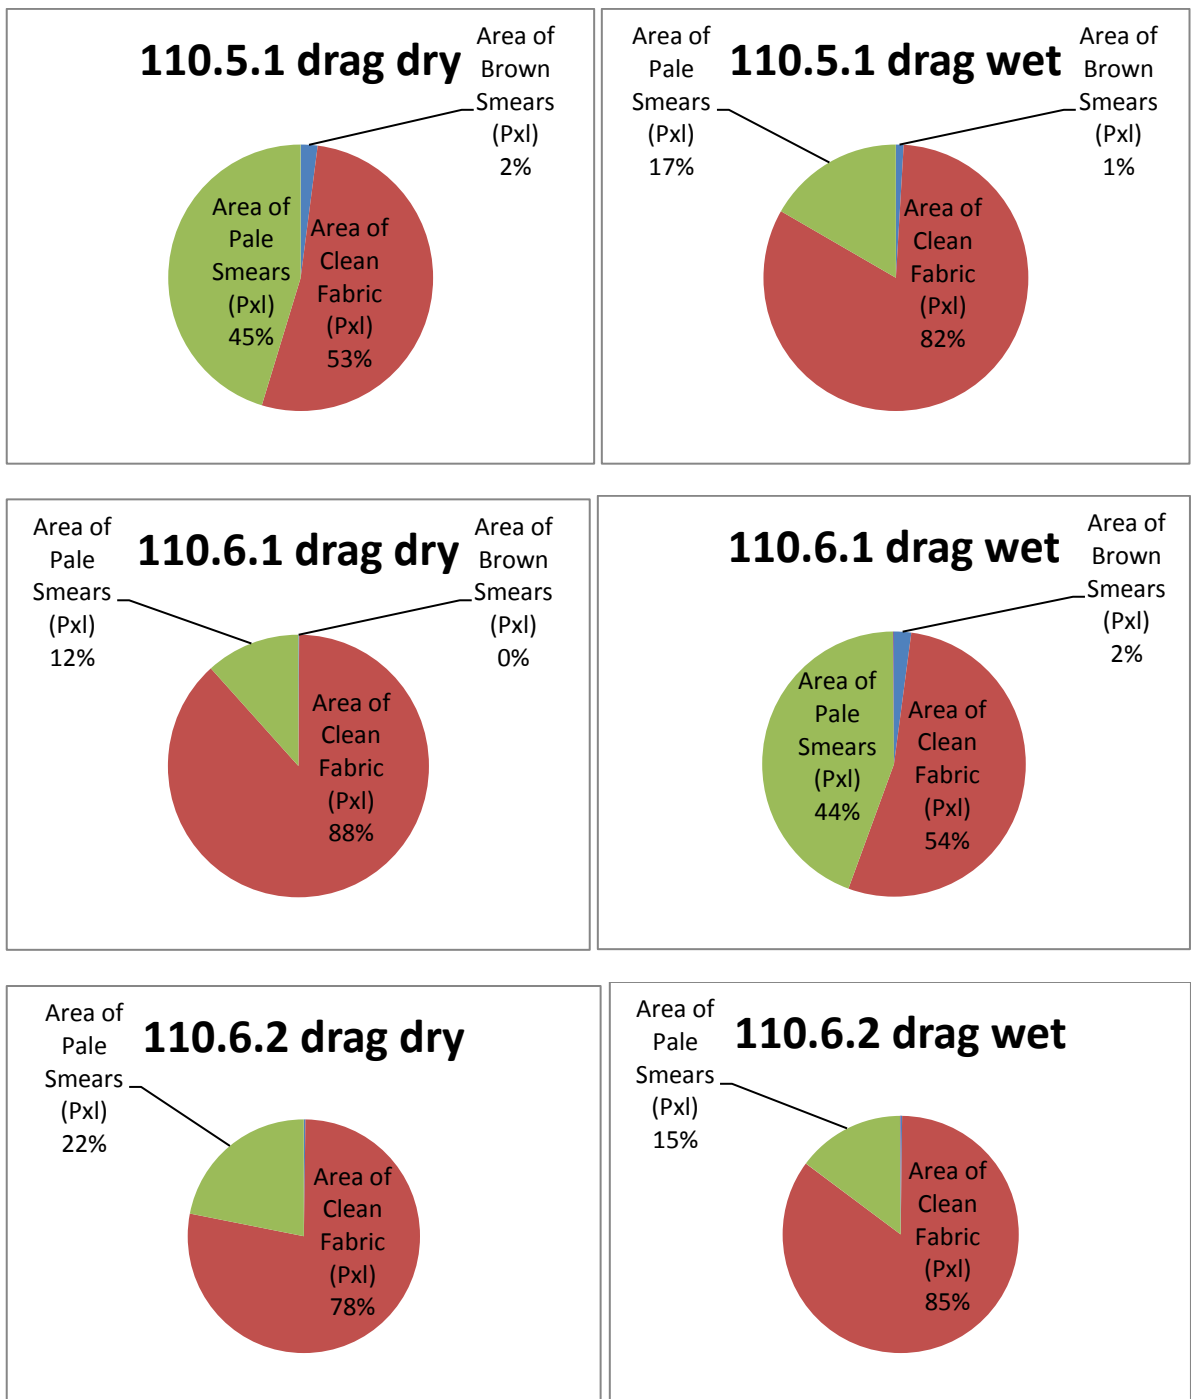 110.5.1 drag dry
Area of
Brown
Smears
(Pxl)
2%
Area of
Pale
Smears
(Pxl)
45%
Area of
Clean
Fabric
(Pxl)
53%
Area of
Pale
Smears
(Pxl)
17%
110.5.1 drag wet
Area of
Brown
Smears
(Pxl)
1%
Area of
Clean
Fabric
(Pxl)
82%
Area of
Pale
Smears
(Pxl)
12%
110.6.1 drag dry
Area of
Brown
Smears
(Pxl)
0%
Area of
Clean
Fabric
(Pxl)
88%
110.6.1 drag wet
Area of
Brown
Smears
(Pxl)
2%
Area of
Pale
Smears
(Pxl)
44%
Area of
Clean
Fabric
(Pxl)
54%
Area of
Pale
Smears
(Pxl)
22%
110.6.2 drag dry
Area of
Clean
Fabric
(Pxl)
78%
Area of
Pale
Smears
(Pxl)
15%
110.6.2 drag wet
Area of
Clean
Fabric
(Pxl)
85%